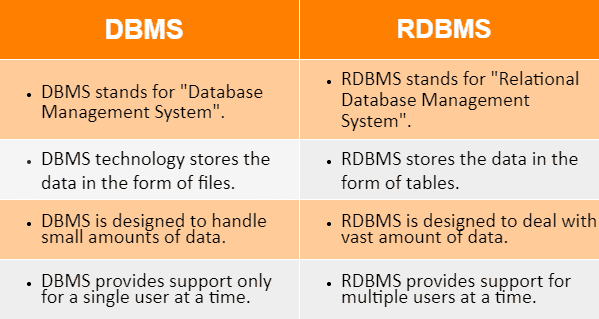 DBMS
RDBMS
• DBMS stands for "Database
Management System".
• RDBMS stands for "Relational
Database Management
System".
• DBMS technology stores the
data in the form of files.
• RDBMS stores the data in the
form of tables.
• DBMS is designed to handle
small amounts of data.
• RDBMS is designed to deal with
vast amount of data.
• DBMS provides support only
for a single user at a time.
• RDBMS provides support for
multiple users at a time.